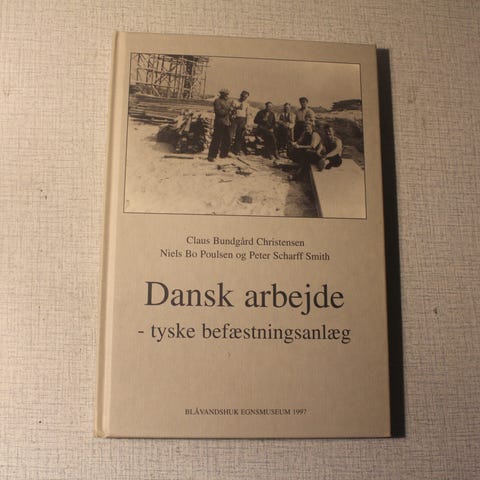 Claus Bundgård Christensen
Niels Bo Poulsen og Peter Scharff Smith
Dansk arbejde
- tyske befæstningsanlæg
BLÅVANDSHUK EGNSMUSEUM 1997